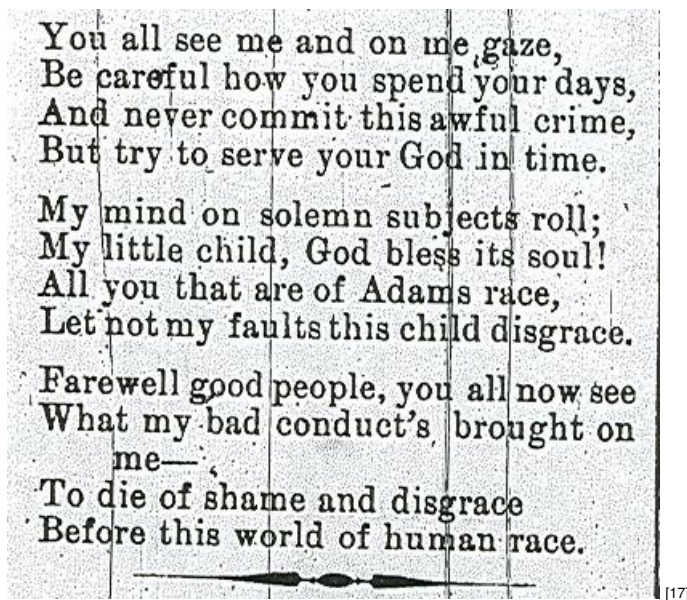 You all see me and on me gaze,
Be careful how you spend your days,
And never commit this awful crime,
But try to serve your God in time.
My mind on solemn subjects roll;
My little child, God bless its soul!
All you that are of Adams race,
Let not my faults this child disgrace.
Farewell good people, you all now see
What my bad conduct's brought on
me—
To die of shame and disgrace
Before this world of human race.
[17]